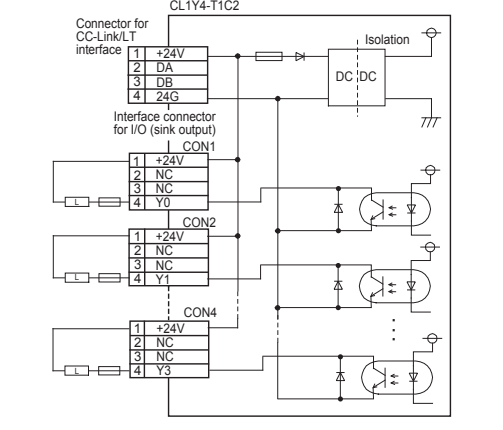 CL1Y4-T1C2
Connector for
CC-Link/LT
interface
1 +24V
2 DA
3 DB
4 24G
Isolation
DC DC
Interface connector
for I/O (sink output)
CON1
1 +24V
2 NC
3 NC
4 Y0
L
CON2
1 +24V
2 NC
3 NC
4 Y1
L
CON4
1 +24V
2 NC
3 NC
4 Y3
L